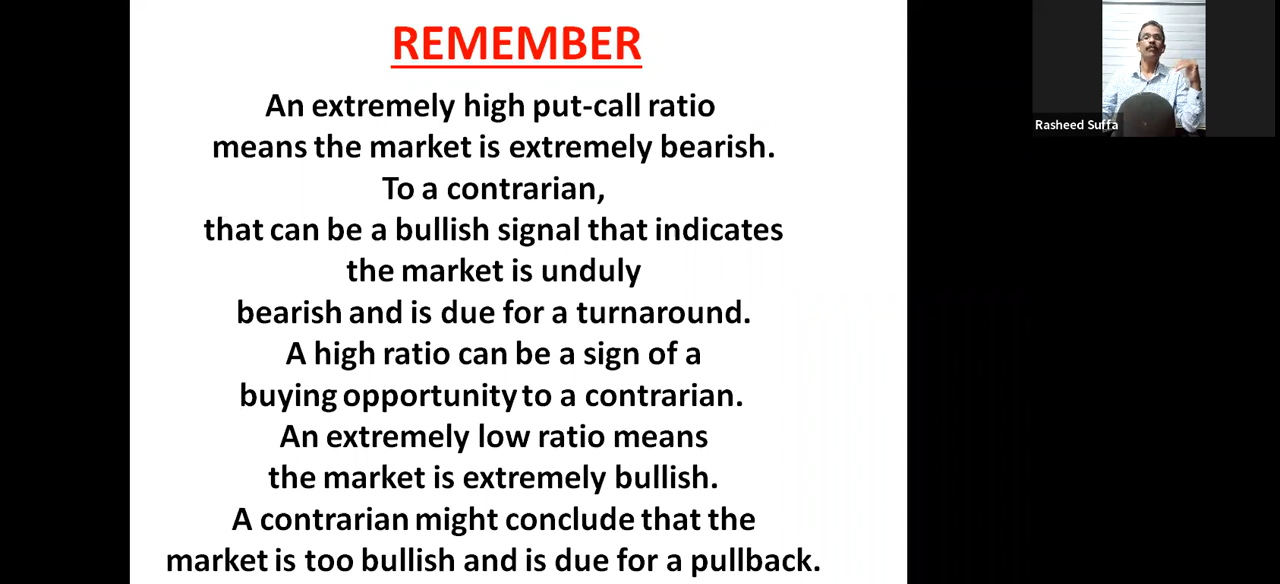 REMEMBER
An extremely high put-call ratio
means the market is extremely bearish.
To a contrarian,
that can be a bullish signal that indicates
the market is unduly
bearish and is due for a turnaround.
A high ratio can be a sign of a
buying opportunity to a contrarian.
An extremely low ratio means
the market is extremely bullish.
A contrarian might conclude that the
market is too bullish and is due for a pullback.
Rasheed Suffa